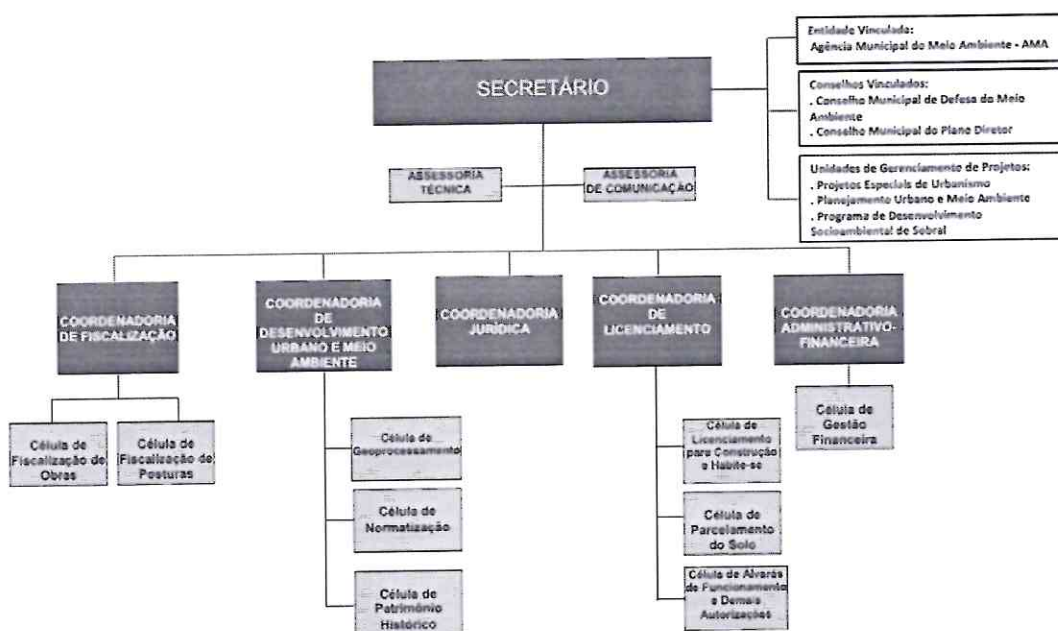 Entidade Vinculada:
Agência Municipal do Meio Ambiente - AMA
SECRETÁRIO
Conselhos Vinculados:
. Conselho Municipal de Defesa do Meio
Ambiente
. Conselho Municipal do Plano Diretor
ASSESSORIA
TÉCNICA
ASSESSORIA
DE COMUNICAÇÃO
Unidades de Gerenciamento de Projetos:
. Projetos Especiais de Urbanismo
. Planejamento Urbano e Meio Ambiente
. Programa de Desenvolvimento
Socioambiental de Sobral
COORDENADORIA
DE FISCALIZAÇÃO
COORDENADORIA
DE
DESENVOLVIMENTO
URBANO E MEIO
AMBIENTE
COORDENADORIA
JURÍDICA
COORDENADORIA
DE
LICENCIAMENTO
COORDENADORIA
ADMINISTRATIVO-
FINANCEIRA
Célula de
Fiscalização de
Obras
Célula de
Fiscalização de
Posturas
Célula de
Geoprocessamento
Célula de
Normatização
Célula de
Patrimônio
Histórico
Célula de
Licenciamento
para Construção
e Habite-se
Célula de
Parcelamento
do Solo
Célula de Alvarás
de Funcionamento
e Demais
Autorizações
Célula de
Gestão
Financeira